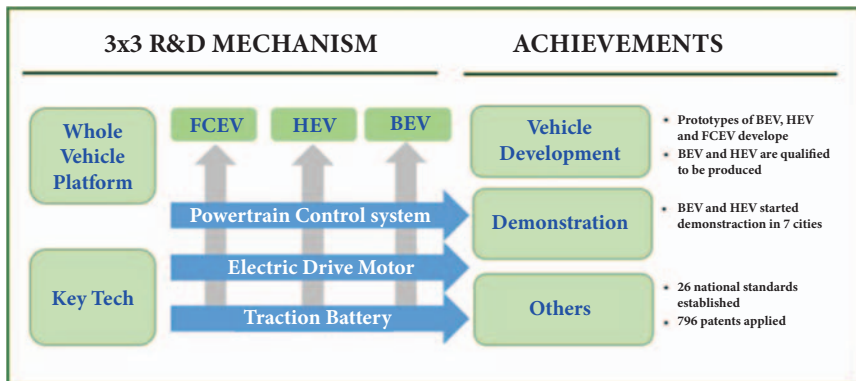 3x3 R&D MECHANISM
ACHIEVEMENTS
Whole
Vehicle
Platform
FCEV
HEV
BEV
Powertrain Control system
Electric Drive Motor
Traction Battery
Key Tech
Vehicle
Development
• Prototypes of BEV, HEV
and FCEV develope
• BEV and HEV are qualified
to be produced
Demonstration
• BEV and HEV started
demonstraction in 7 cities
Others
• 26 national standards
established
• 796 patents applied